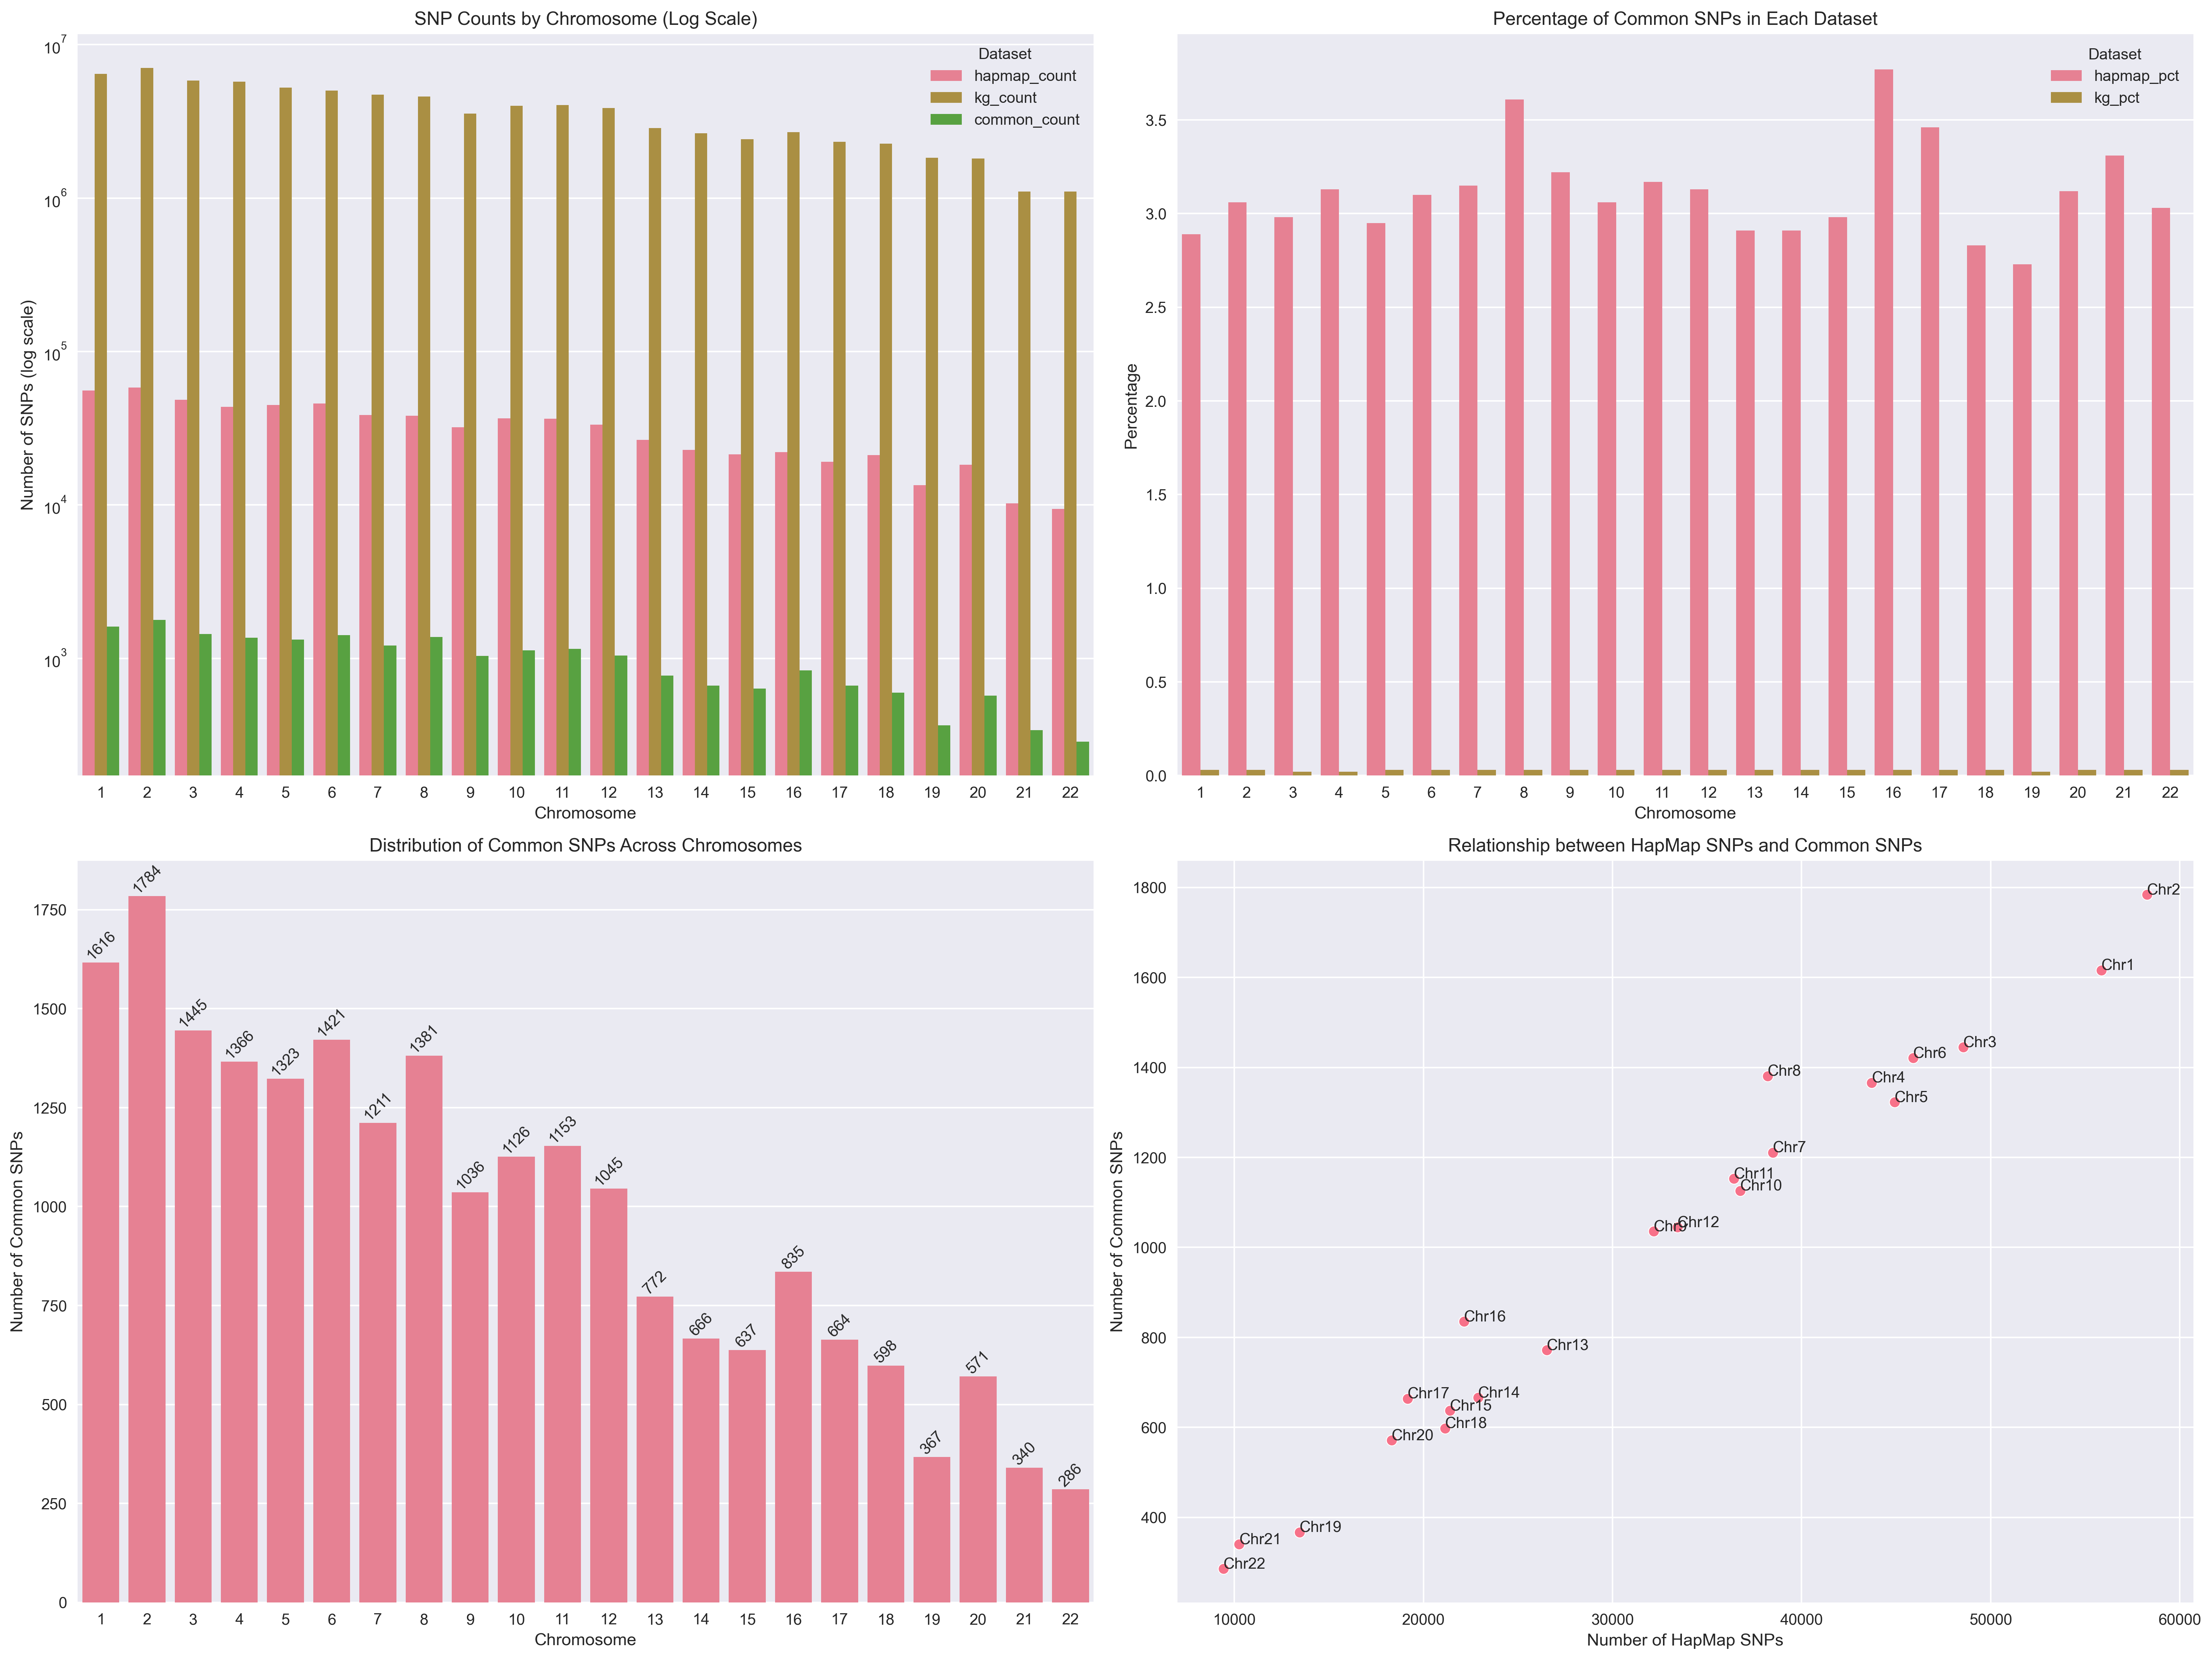 SNP Counts by Chromosome (Log Scale)
Number of SNPs (log scale)
10^7
10^6
10^5
10^4
10^3
Dataset
hapmap_count
kg_count
common_count
1 2 3 4 5 6 7 8 9 10 11 12 13 14 15 16 17 18 19 20 21 22
Chromosome
Percentage of Common SNPs in Each Dataset
Percentage
3.5
3.0
2.5
2.0
1.5
1.0
0.5
0.0
Dataset
hapmap_pct
kg_pct
1 2 3 4 5 6 7 8 9 10 11 12 13 14 15 16 17 18 19 20 21 22
Chromosome
Distribution of Common SNPs Across Chromosomes
Number of Common SNPs
1750
1500
1250
1000
750
500
250
0
1616
1784
1445
1366
1323
1421
1211
1381
1036
1126
1153
1045
772
666
637
835
664
598
367
571
340
286
1 2 3 4 5 6 7 8 9 10 11 12 13 14 15 16 17 18 19 20 21 22
Chromosome
Relationship between HapMap SNPs and Common SNPs
Number of Common SNPs
1800
1600
1400
1200
1000
800
600
400
Chr2
Chr1
Chr3
Chr6
Chr8
Chr4
Chr5
Chr7
Chr11
Chr10
Chr12
Chr9
Chr16
Chr13
Chr17
Chr14
Chr15
Chr18
Chr20
Chr19
Chr21
Chr22
10000 20000 30000 40000 50000 60000
Number of HapMap SNPs